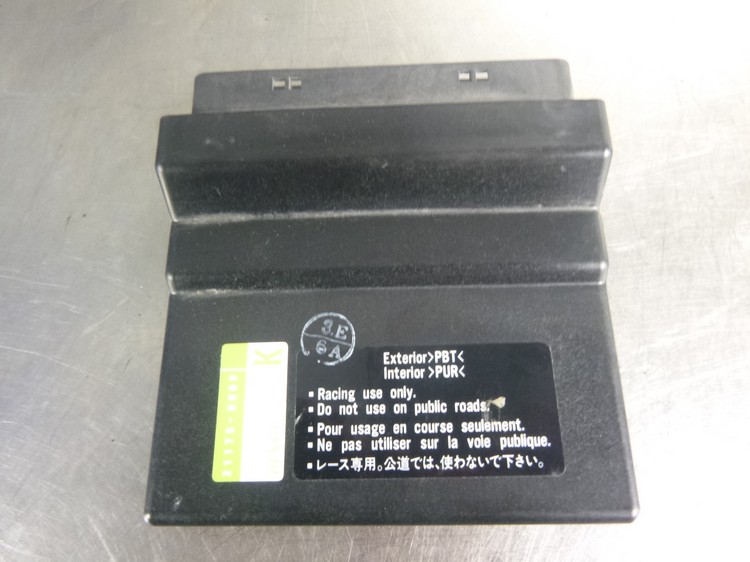 3.E
6A
K
Exterior>PBT<
Interior>PUR<
▪Racing use only.
▪Do not use on public roads.
▪Pour usage en course seulement.
▪Ne pas utiliser sur la voie publique.
▪レース専用。公道では、使わないで下さい。